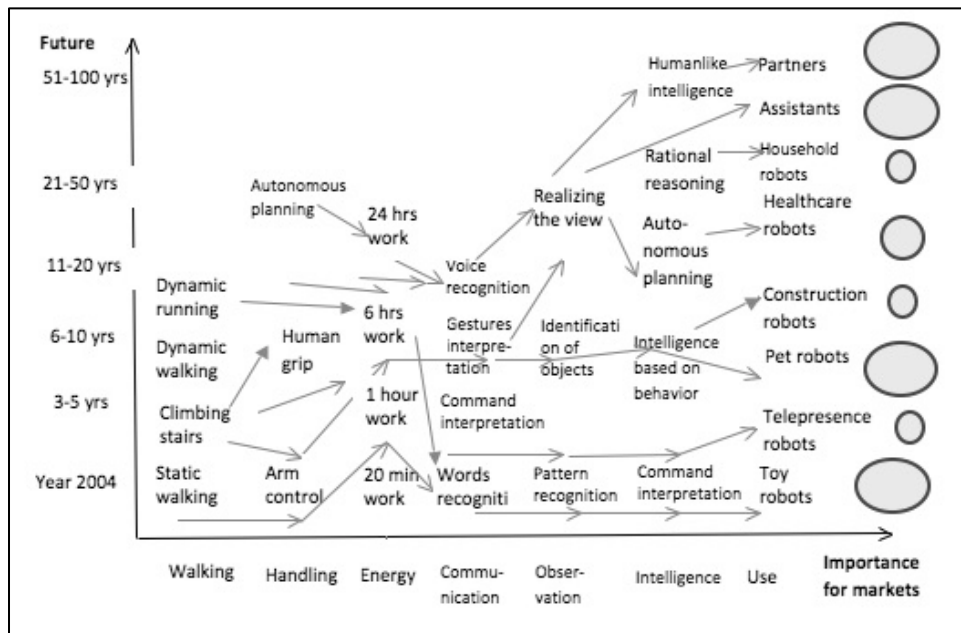 Future
51-100 yrs
21-50 yrs
11-20 yrs
6-10 yrs
3-5 yrs
Year 2004
Dynamic
running
Dynamic
walking
Climbing
stairs
Static
walking
Autonomous
planning
Human
grip
Arm
control
24 hrs
work
6 hrs
work
1 hour
work
20 min
work
Voice
recognition
Gestures
interpre-
tation
Command
interpretation
Words
recogniti
Realizing
the view
Identificati
on of
objects
Pattern
recognition
Humanlike
intelligence
Rational
reasoning
Auto-
nomous
planning
Intelligence
based on
behavior
Command
interpretation
Partners
Assistants
Household
robots
Healthcare
robots
Construction
robots
Pet robots
Telepresence
robots
Toy
robots
Walking
Handling
Energy
Commu-
nication
Obser-
vation
Intelligence
Use
Importance
for markets